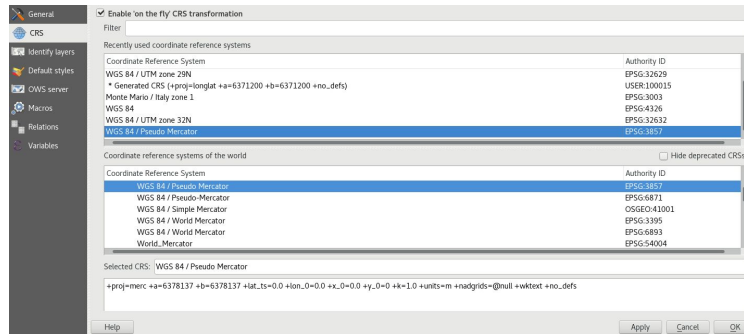 General
CRS
Identify layers
Default styles
OWS server
Macros
Relations
Variables
Enable 'on the fly' CRS transformation
Filter
Recently used coordinate reference systems
Coordinate Reference System Authority ID
WGS 84 / UTM zone 29N EPSG:32629
* Generated CRS (+proj=longlat +a=6371200 +b=6371200 +no_defs) USER:100015
Monte Mario / Italy zone 1 EPSG:3003
WGS 84 EPSG:4326
WGS 84 / UTM zone 32N EPSG:32632
WGS 84 / Pseudo Mercator EPSG:3857
Coordinate reference systems of the world Hide deprecated CRSs
Coordinate Reference System Authority ID
WGS 84 / Pseudo Mercator EPSG:3857
WGS 84 / Pseudo-Mercator EPSG:6871
WGS 84 / Simple Mercator OSGEO:41001
WGS 84 / World Mercator EPSG:3395
WGS 84 / World Mercator EPSG:6893
World_Mercator EPSG:54004
Selected CRS: WGS 84 / Pseudo Mercator
+proj=merc +a=6378137 +b=6378137 +lat_ts=0.0 +lon_0=0.0 +x_0=0.0 +y_0=0 +k=1.0 +units=m +nadgrids=@null +wktext +no_defs
Help Apply Cancel OK